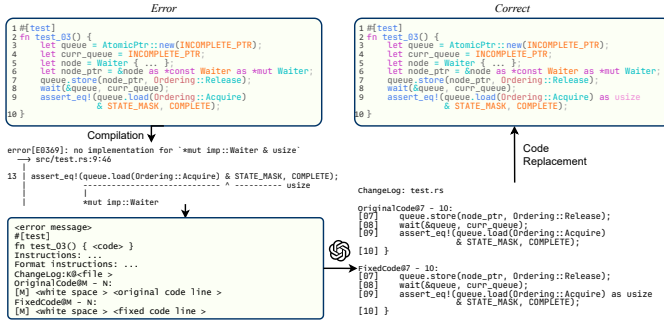 Error
1 #[test]
2 fn test_03() {
3 let queue = AtomicPtr::new(INCOMPLETE_PTR);
4 let curr_queue = INCOMPLETE_PTR;
5 let node = Waiter { ... };
6 let node_ptr = &node as *const Waiter as *mut Waiter;
7 queue.store(node_ptr, Ordering::Release);
8 wait(&queue, curr_queue);
9 assert_eq!(queue.load(Ordering::Acquire)
& STATE_MASK, COMPLETE);
10 }
Compilation
error[E0369]: no implementation for `*mut imp::Waiter & usize`
⟶ src/test.rs:9:46
|
13 | assert_eq!(queue.load(Ordering::Acquire) & STATE_MASK, COMPLETE);
| ----------------------------- ^ ---------- usize
| |
| *mut imp::Waiter
<error message>
#[test]
fn test_03() { <code> }
Instructions: ...
Format instructions: ...
ChangeLog:K@<file >
OriginalCode@M - N:
[M] <white space > <original code line >
FixedCode@M - N:
[M] <white space > <fixed code line >
Correct
1 #[test]
2 fn test_03() {
3 let queue = AtomicPtr::new(INCOMPLETE_PTR);
4 let curr_queue = INCOMPLETE_PTR;
5 let node = Waiter { ... };
6 let node_ptr = &node as *const Waiter as *mut Waiter;
7 queue.store(node_ptr, Ordering::Release);
8 wait(&queue, curr_queue);
9 assert_eq!(queue.load(Ordering::Acquire) as usize
& STATE_MASK, COMPLETE);
10 }
Code
Replacement
ChangeLog: test.rs
OriginalCode@7 - 10:
[07] queue.store(node_ptr, Ordering::Release);
[08] wait(&queue, curr_queue);
[09] assert_eq!(queue.load(Ordering::Acquire)
& STATE_MASK, COMPLETE);
[10] }
FixedCode@7 - 10:
[07] queue.store(node_ptr, Ordering::Release);
[08] wait(&queue, curr_queue);
[09] assert_eq!(queue.load(Ordering::Acquire) as usize
& STATE_MASK, COMPLETE);
[10] }